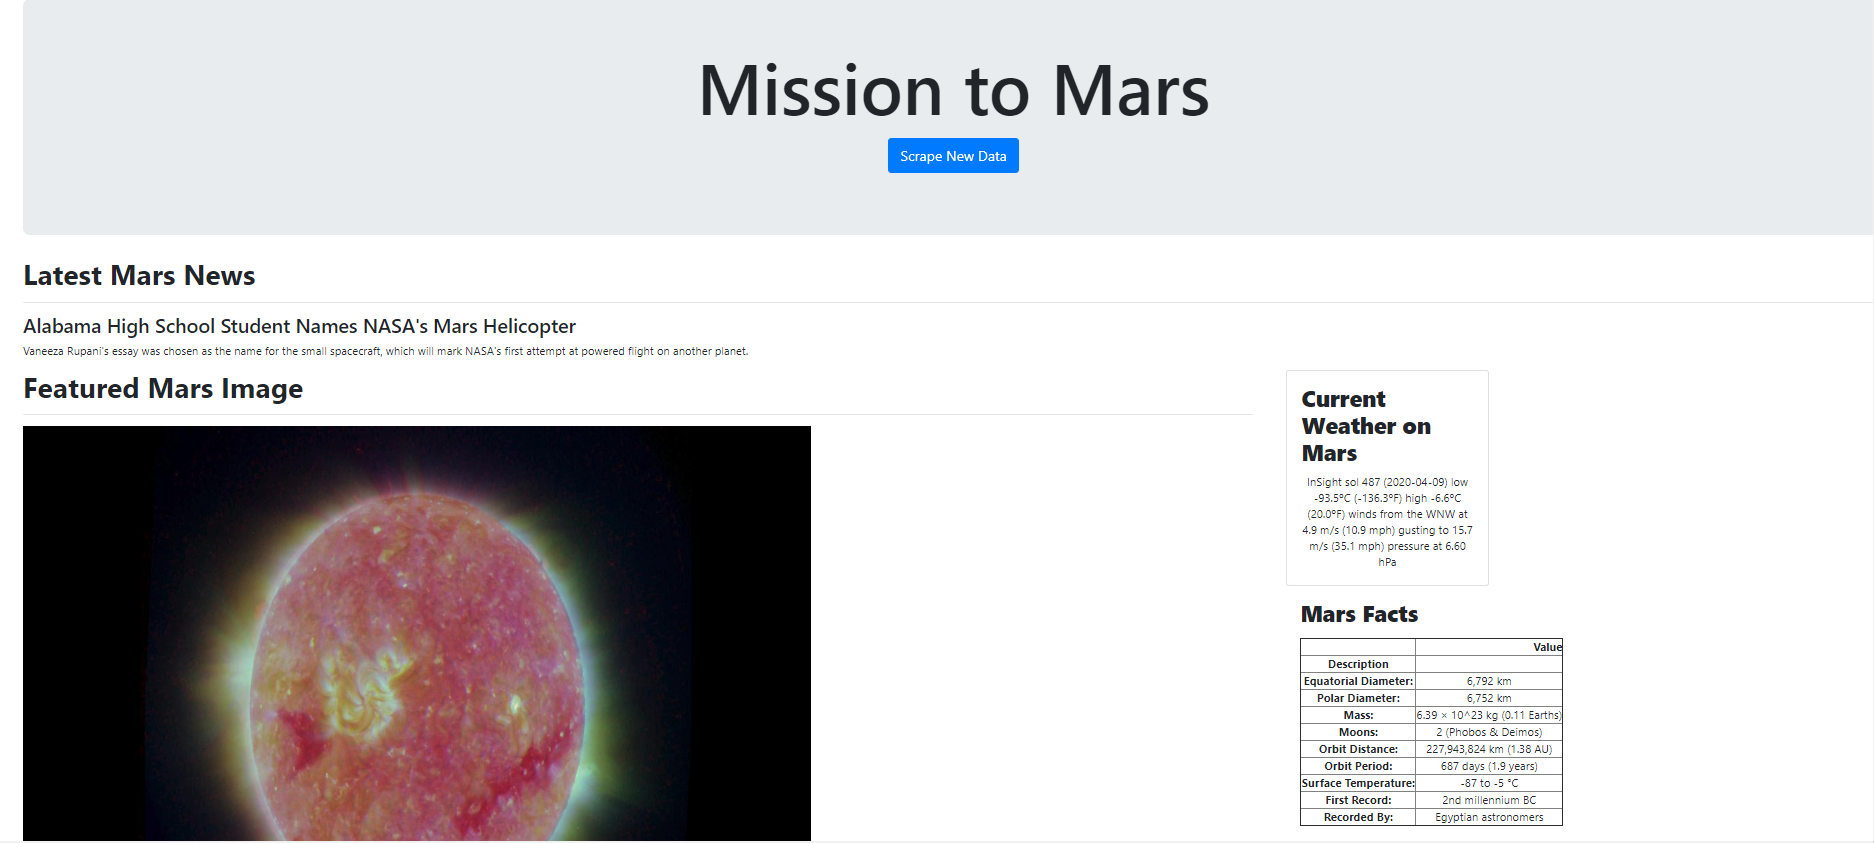 Mission to Mars
Scrape New Data
Latest Mars News
Alabama High School Student Names NASA's Mars Helicopter
Vaneeza Rupani's essay was chosen as the name for the small spacecraft, which will mark NASA's first attempt at powered flight on another planet.
Featured Mars Image
Current
Weather on
Mars
InSight sol 487 (2020-04-09) low
-93.5ºC (-136.3ºF) high -6.6ºC
(20.0ºF) winds from the WNW at
4.9 m/s (10.9 mph) gusting to 15.7
m/s (35.1 mph) pressure at 6.60
hPa
Mars Facts
Value
Description
Equatorial Diameter: 6,792 km
Polar Diameter: 6,752 km
Mass: 6.39 × 10^23 kg (0.11 Earths)
Moons: 2 (Phobos & Deimos)
Orbit Distance: 227,943,824 km (1.38 AU)
Orbit Period: 687 days (1.9 years)
Surface Temperature: -87 to -5 °C
First Record: 2nd millennium BC
Recorded By: Egyptian astronomers